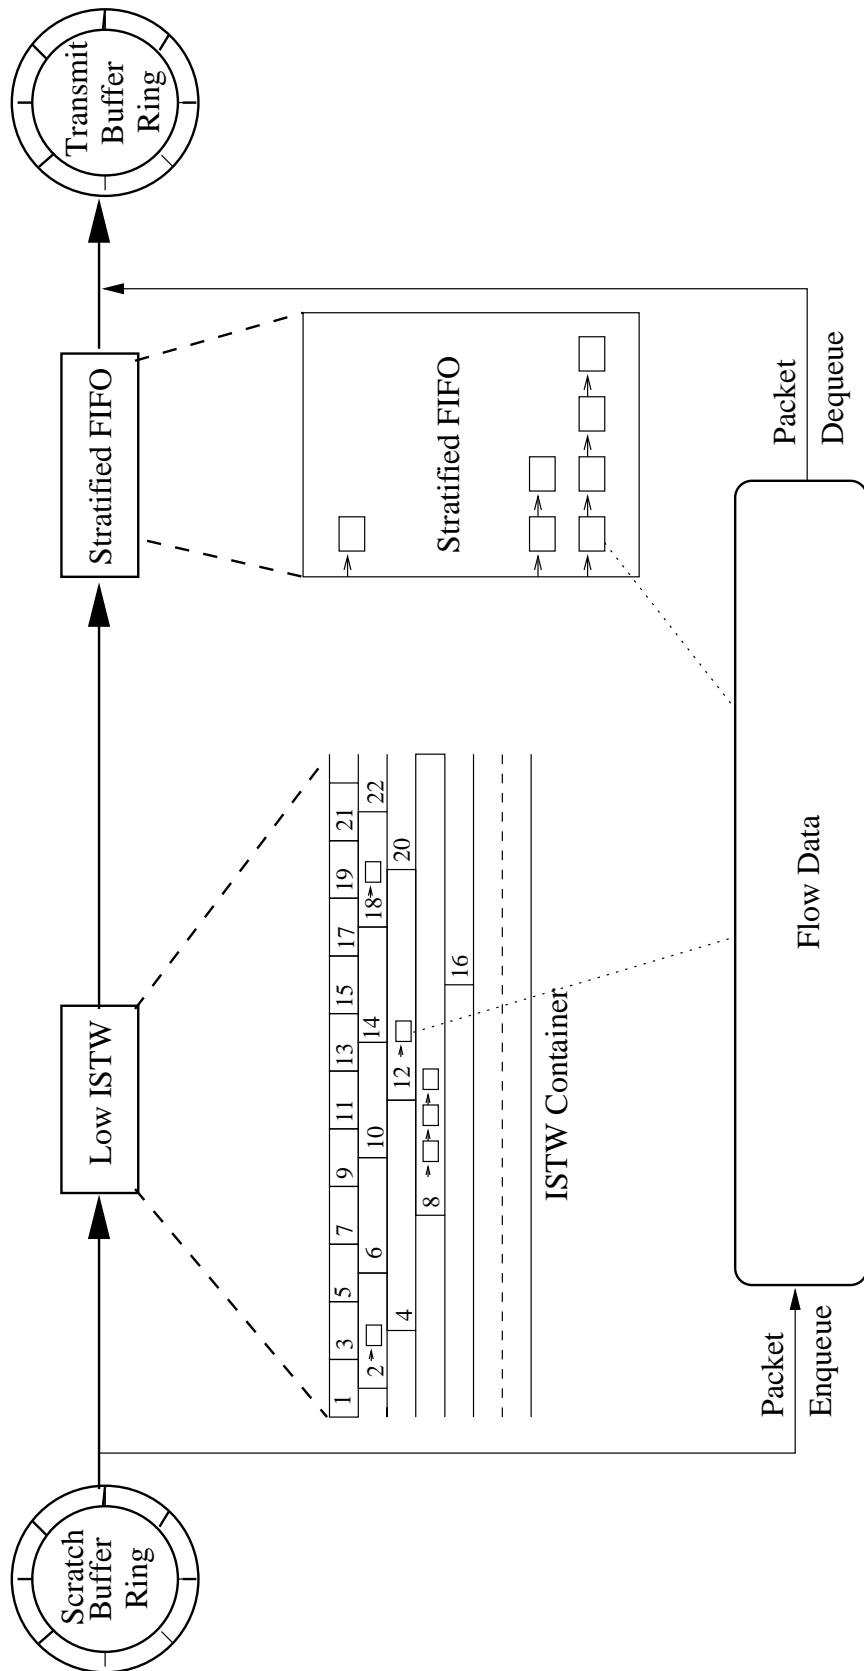 Scratch
Buffer
Ring
Low ISTW
Stratified FIFO
Transmit
Buffer
Ring
1 3 5 7 9 11 13 15 17 19 21
2 6 10 14 18 22
4 12 20
8
16
ISTW Container
Stratified FIFO
Packet
Enqueue
Flow Data
Packet
Dequeue